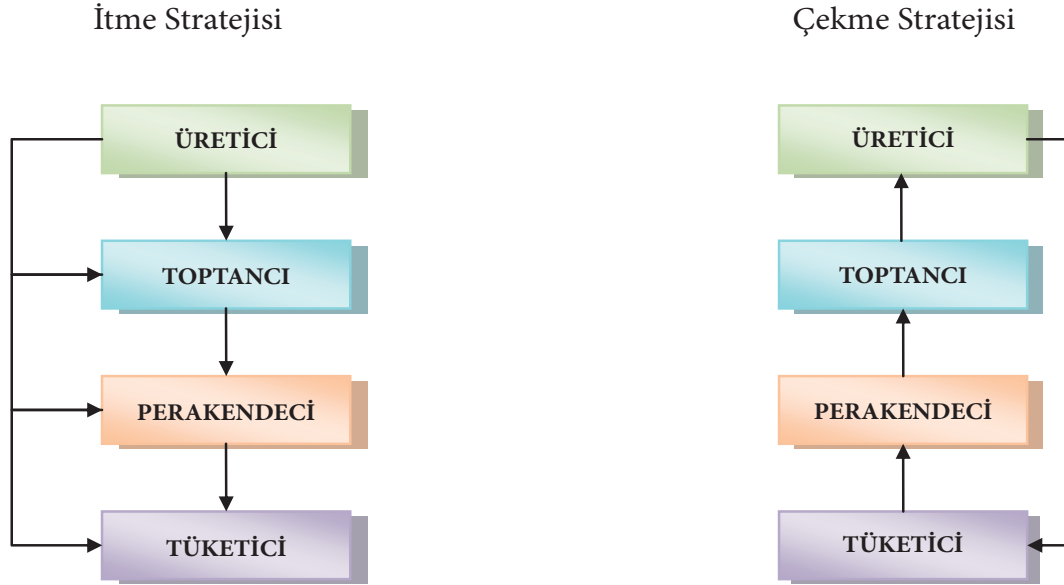 İtme Stratejisi
Çekme Stratejisi
ÜRETİCİ
TOPTANCI
PERAKENDECİ
TÜKETİCİ
ÜRETİCİ
TOPTANCI
PERAKENDECİ
TÜKETİCİ